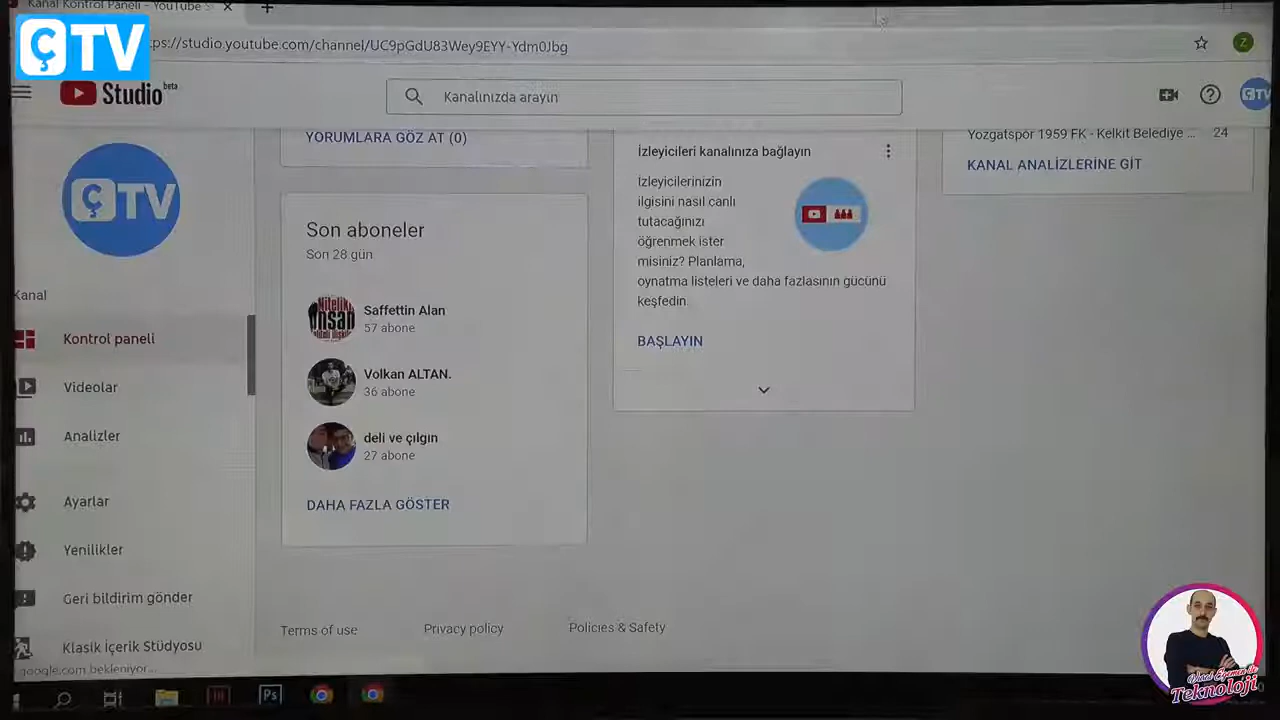 Kanal Kontrol Paneli - YouTube S
ÇTV
ps://studio.youtube.com/channel/UC9pGdU83Wey9EYY-Ydm0Jbg
Z
Studio beta
Kanalınızda arayın
ÇTV
ÇTV
Kanal
Kontrol paneli
Videolar
Analizler
Ayarlar
Yenilikler
Geri bildirim gönder
Klasik İçerik Stüdyosu
google.com bekleniyor...
YORUMLARA GÖZ AT (0)
Son aboneler
Son 28 gün
Nitelikli
insan
Saffettin Alan
57 abone
Volkan ALTAN.
36 abone
deli ve çılgın
27 abone
DAHA FAZLA GÖSTER
İzleyicileri kanalınıza bağlayın
İzleyicilerinizin
ilgisini nasıl canlı
tutacağınızı
öğrenmek ister
misiniz? Planlama,
oynatma listeleri ve daha fazlasının gücünü
keşfedin.
BAŞLAYIN
Yozgatspor 1959 FK - Kelkit Belediye ... 24
KANAL ANALİZLERİNE GİT
Terms of use
Privacy policy
Policies & Safety
Ps
Teknoloji